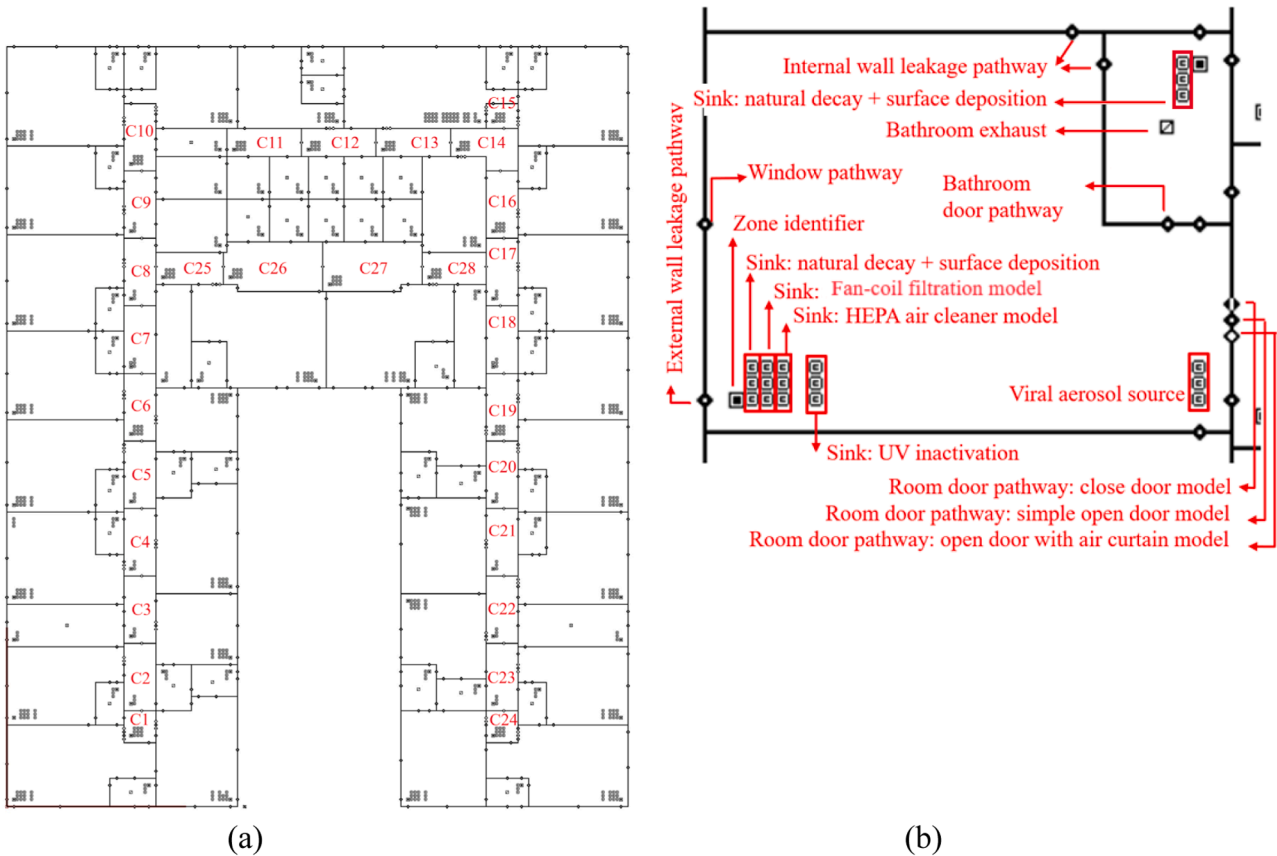 C15
C10
C11
C12
C13
C14
C9
C16
C17
C8
C25
C26
C27
C28
C7
C18
C6
C19
C5
C20
C4
C21
C3
C22
C2
C23
C1
C24
(a)
Internal wall leakage pathway
Sink: natural decay + surface deposition
Bathroom exhaust
External wall leakage pathway
Window pathway
Bathroom
door pathway
Zone identifier
Sink: natural decay + surface deposition
Sink: Fan-coil filtration model
Sink: HEPA air cleaner model
Viral aerosol source
Sink: UV inactivation
Room door pathway: close door model
Room door pathway: simple open door model
Room door pathway: open door with air curtain model
(b)